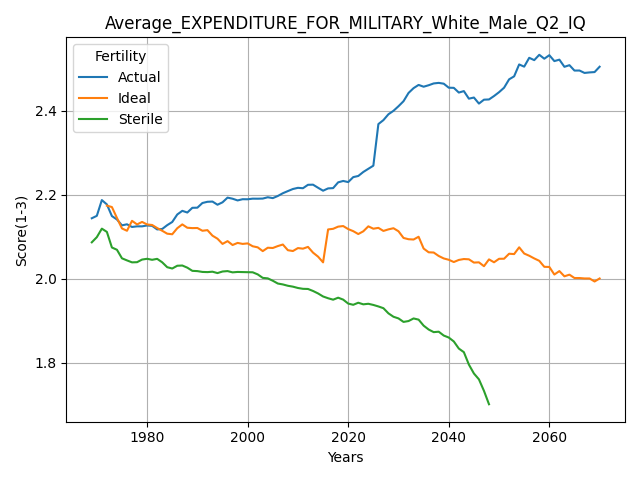 Average_EXPENDITURE_FOR_MILITARY_White_Male_Q2_IQ
Fertility
Actual
Ideal
Sterile
Score(1-3)
2.4
2.2
2.0
1.8
1980
2000
2020
2040
2060
Years